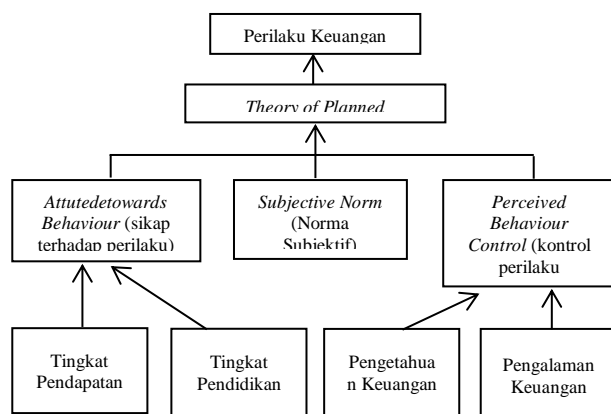 Perilaku Keuangan
Theory of Planned
Attutedetowards
Behaviour (sikap
terhadap perilaku)
Subjective Norm
(Norma
Subjektif)
Perceived
Behaviour
Control (kontrol
perilaku
Tingkat
Pendapatan
Tingkat
Pendidikan
Pengetahua
n Keuangan
Pengalaman
Keuangan